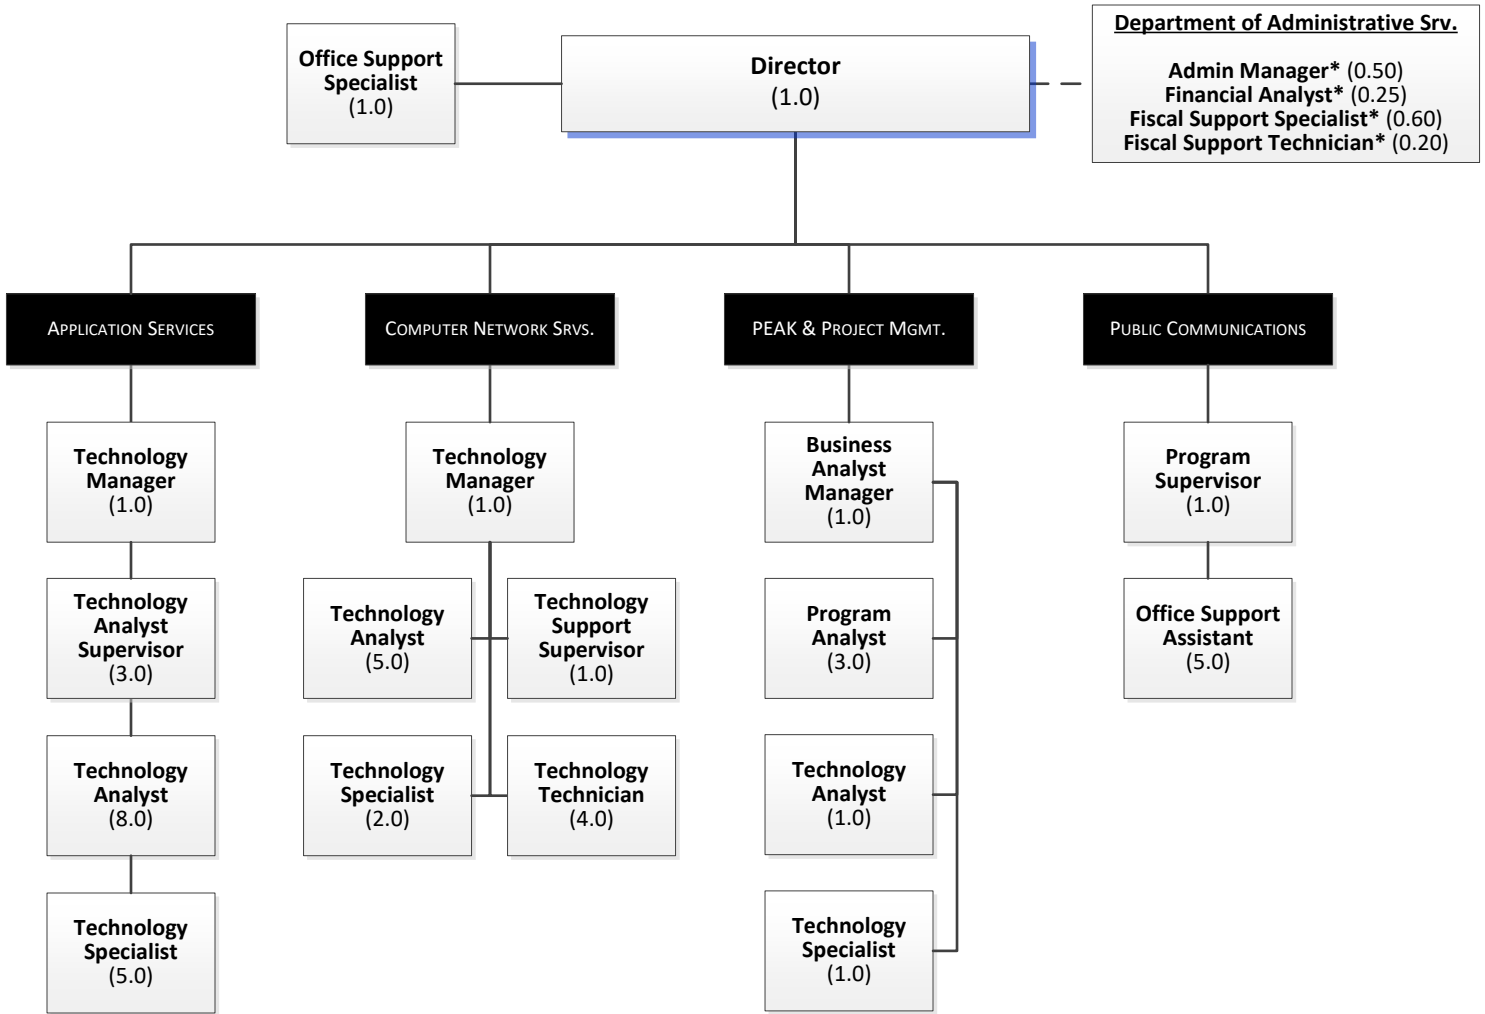 Office Support
Specialist
(1.0)
Director
(1.0)
Department of Administrative Srv.
Admin Manager* (0.50)
Financial Analyst* (0.25)
Fiscal Support Specialist* (0.60)
Fiscal Support Technician* (0.20)
APPLICATION SERVICES
COMPUTER NETWORK SRVS.
PEAK & PROJECT MGMT.
PUBLIC COMMUNICATIONS
Technology
Manager
(1.0)
Technology
Analyst
Supervisor
(3.0)
Technology
Analyst
(8.0)
Technology
Specialist
(5.0)
Technology
Manager
(1.0)
Technology
Analyst
(5.0)
Technology
Support
Supervisor
(1.0)
Technology
Specialist
(2.0)
Technology
Technician
(4.0)
Business
Analyst
Manager
(1.0)
Program
Analyst
(3.0)
Technology
Analyst
(1.0)
Technology
Specialist
(1.0)
Program
Supervisor
(1.0)
Office Support
Assistant
(5.0)